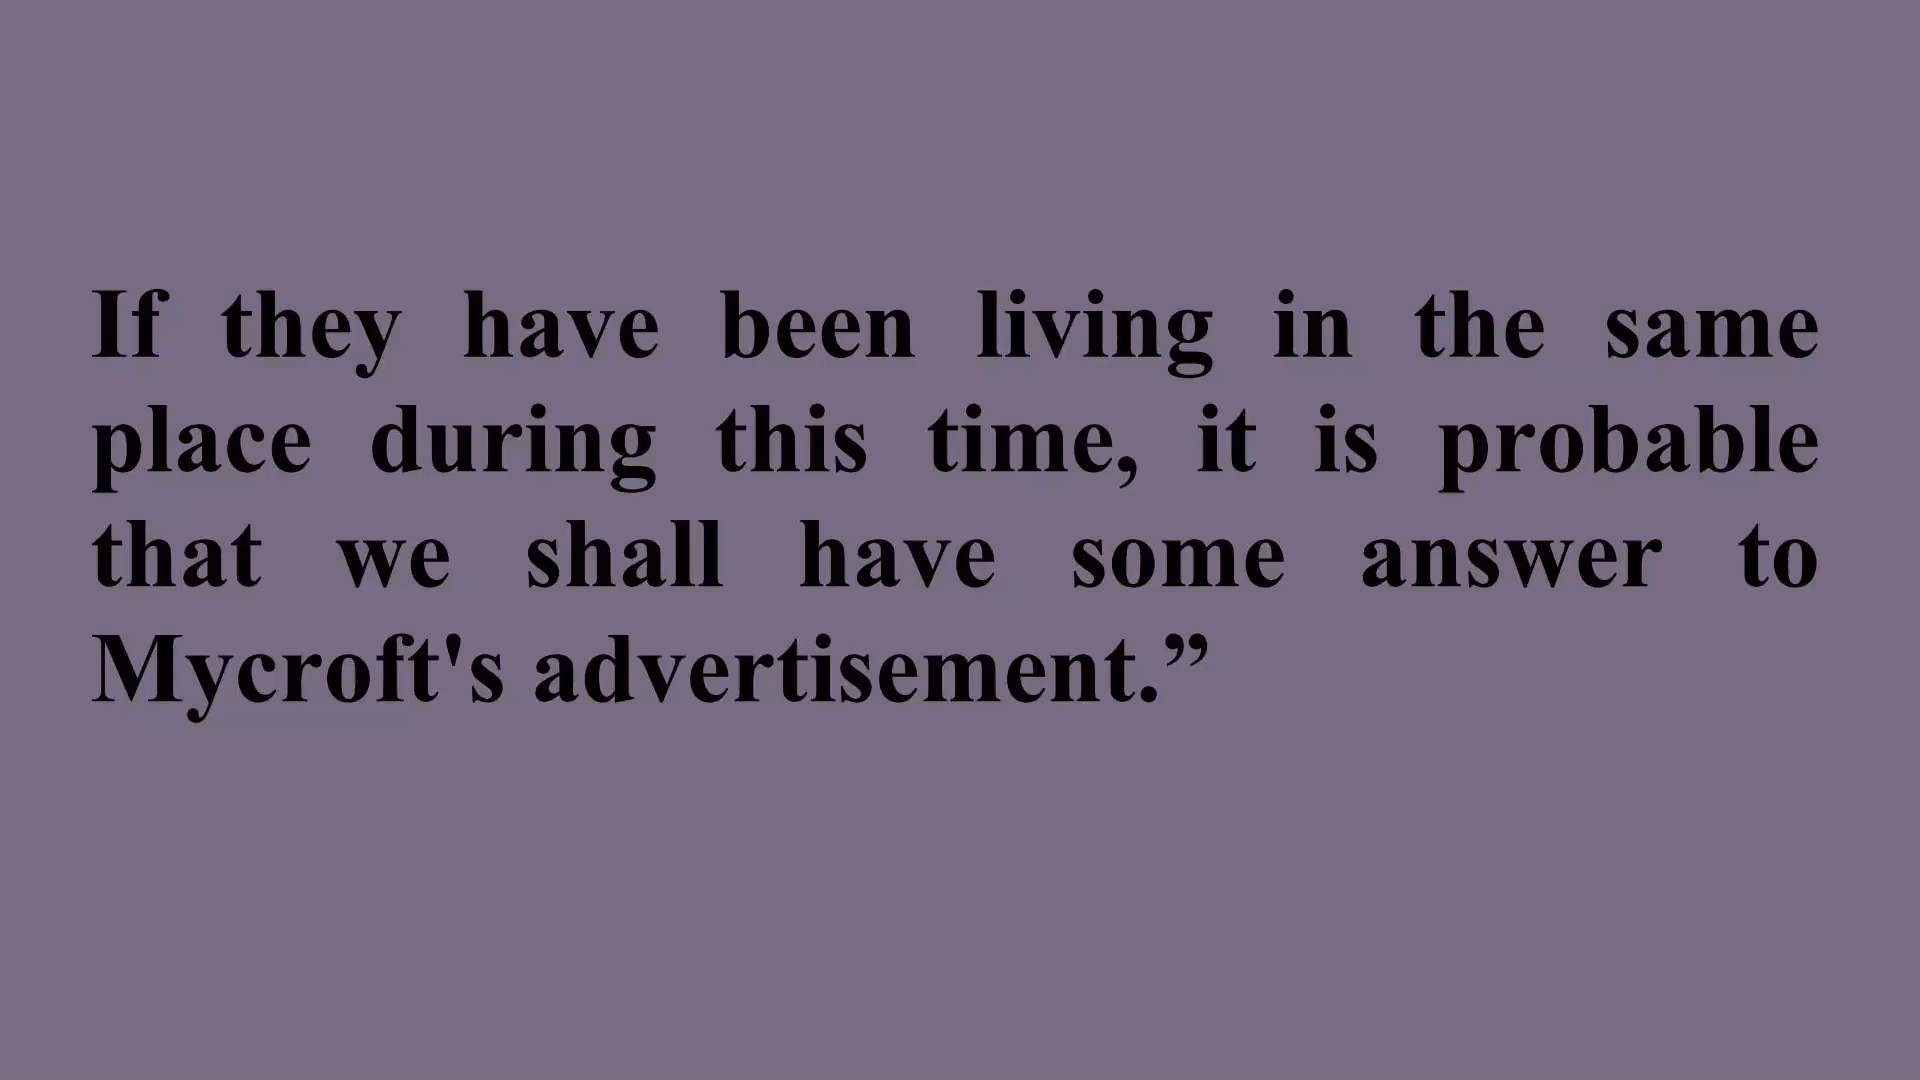 If they have been living in the same
place during this time, it is probable
that we shall have some answer to
Mycroft's advertisement.”